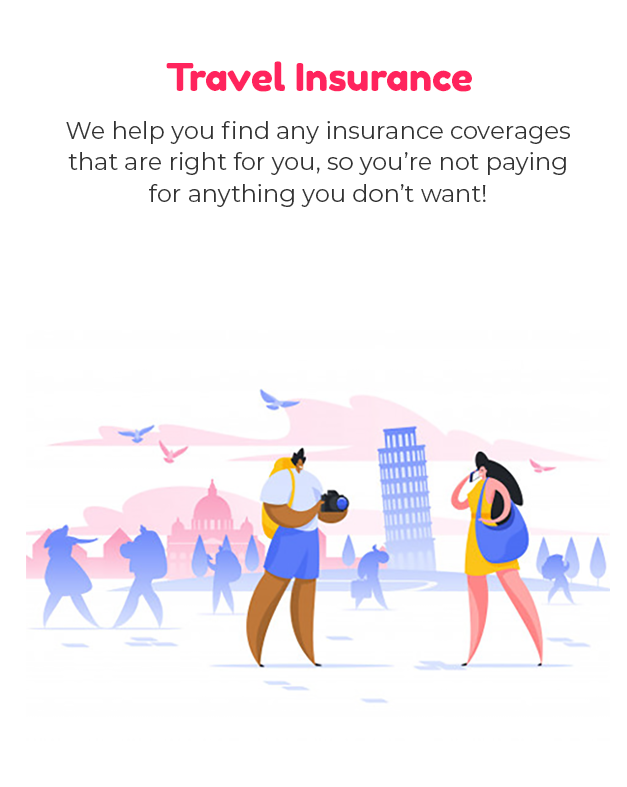 Travel Insurance
We help you find any insurance coverages
that are right for you, so you’re not paying
for anything you don’t want!